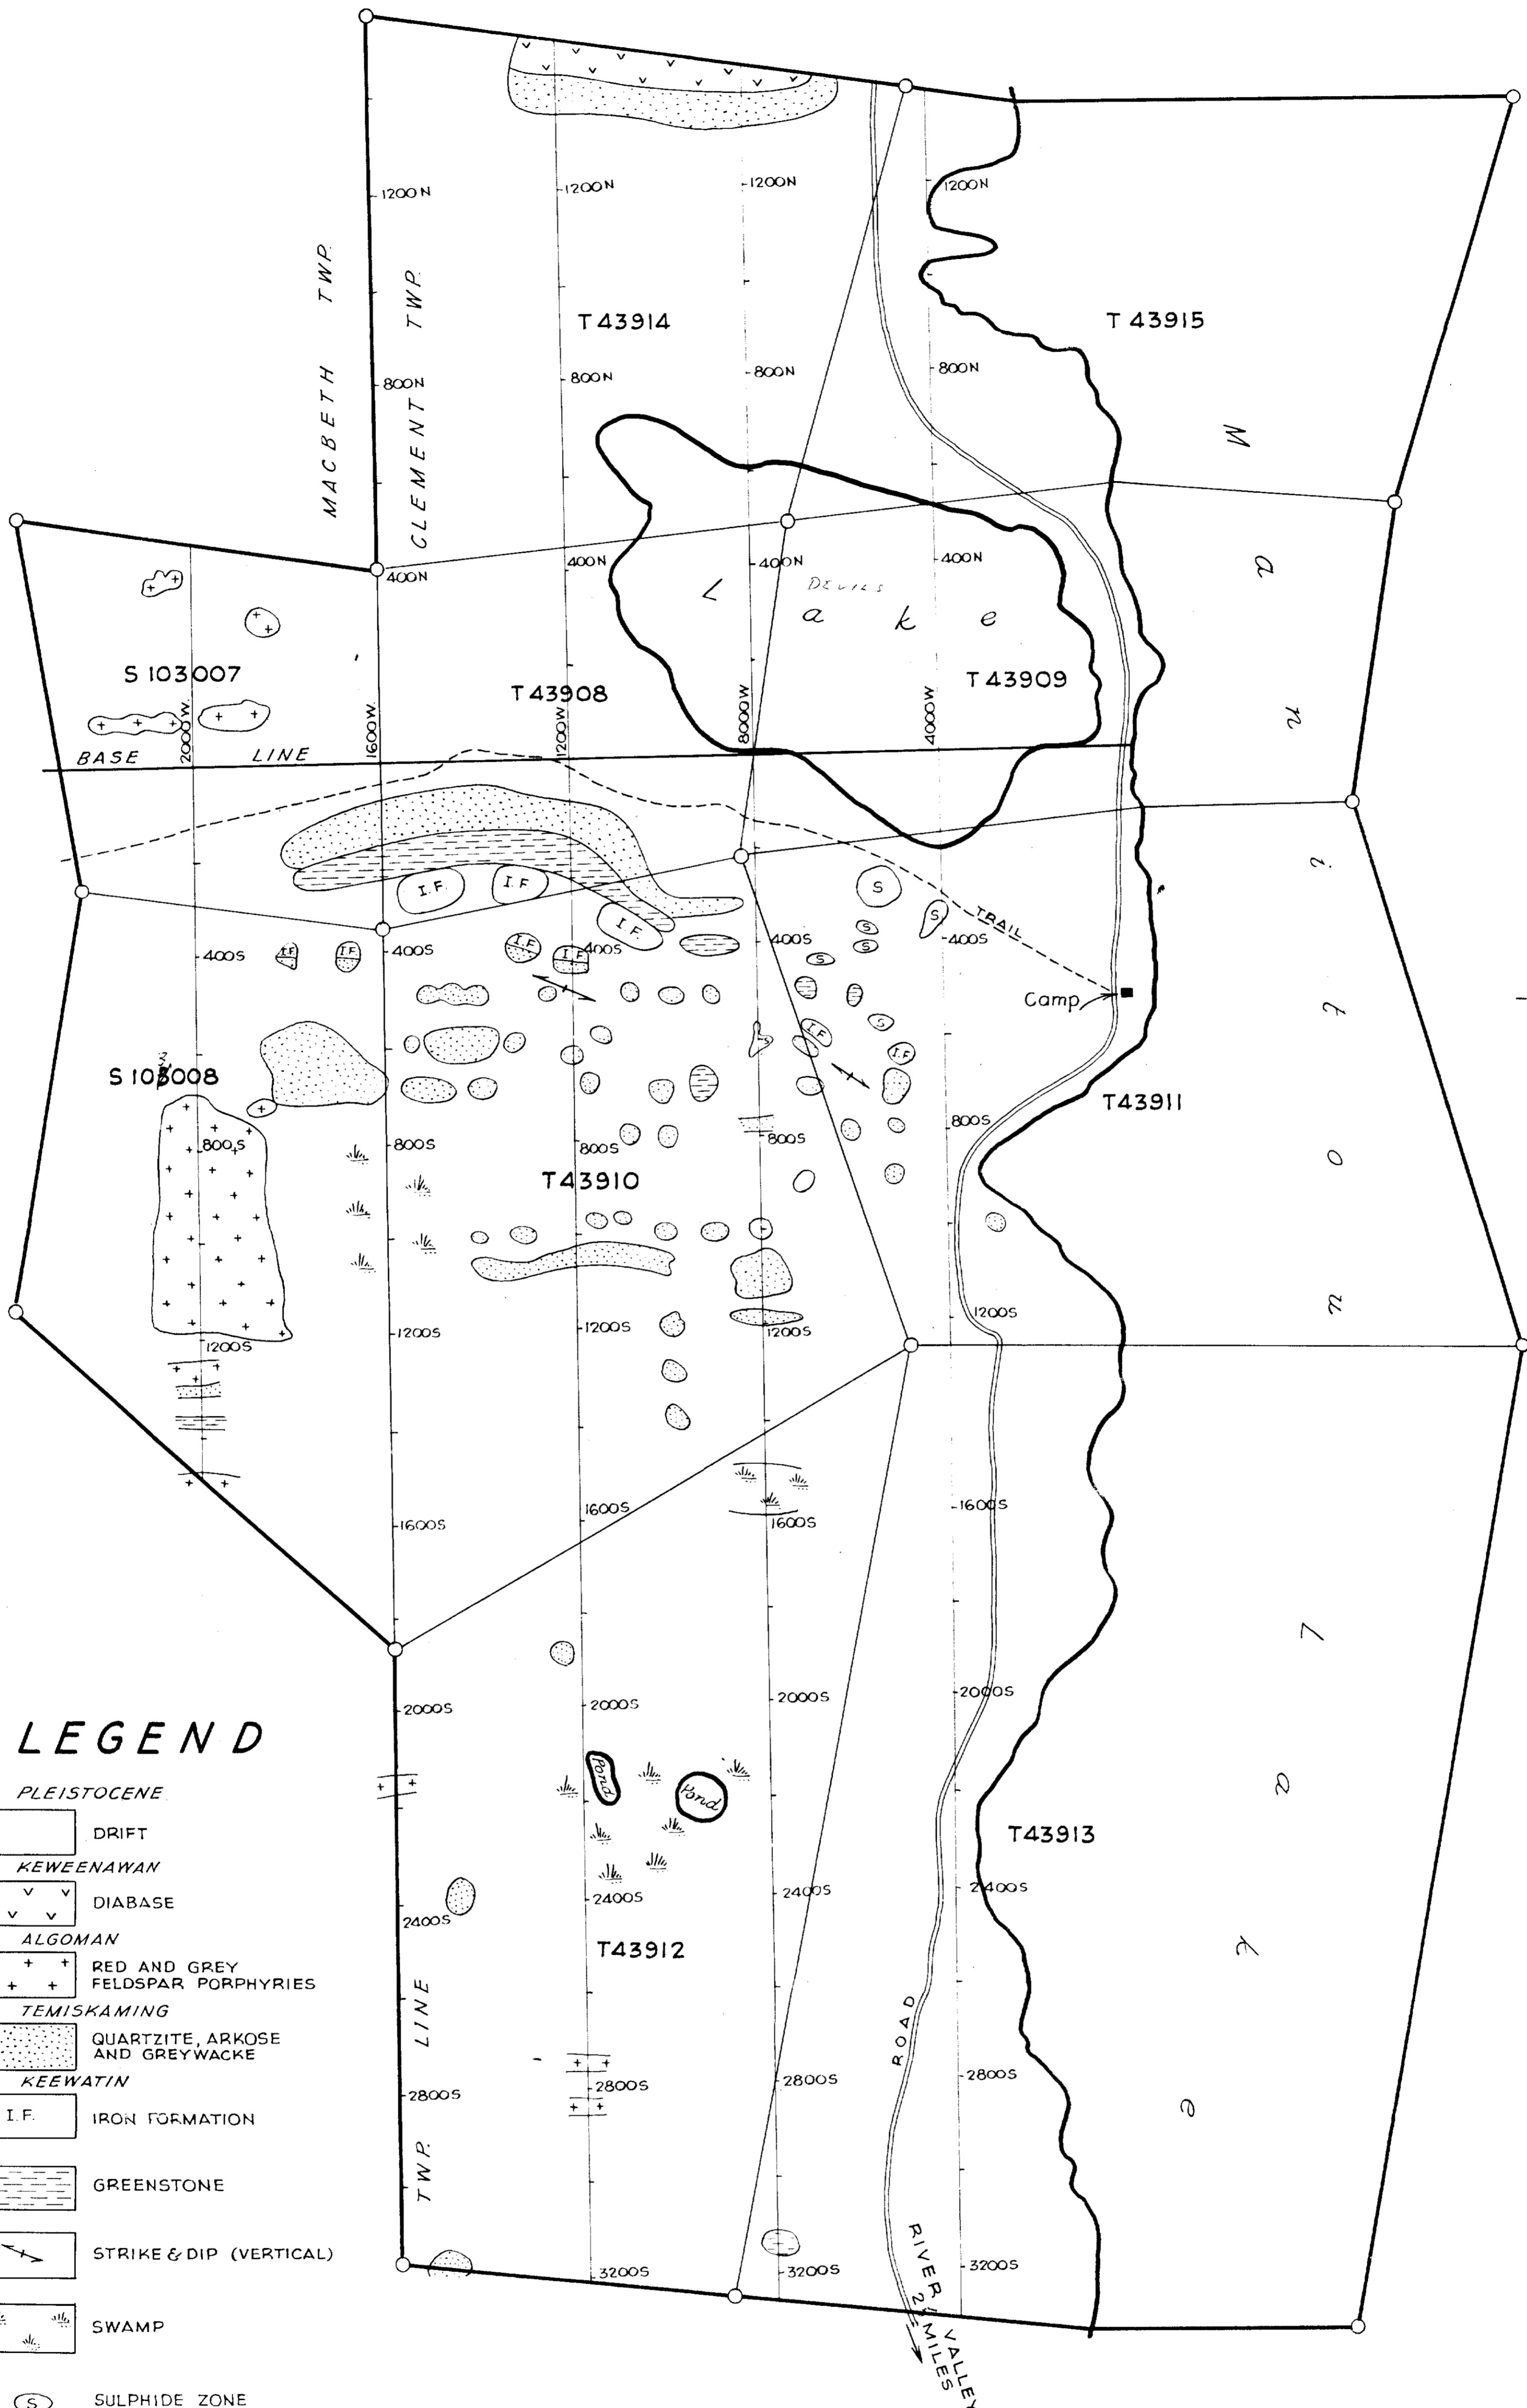 1200N
1200N
1200N
1200N
MACBETH TWP.
CLEMENT TWP.
T43914
T 43915
800N
800N
800N
800N
400N
400N
400N
400N
DEVILS
L a k e
S 103007
T43908
T43909
2000W.
1600W.
1200W
8000W
4000W
BASE LINE
I.F.
I.F
I.F.
S
S
S
S
S
TRAIL
400S
I.F
I.F
400S
I.F
I.F
400S
400S
400S
Camp
I.F
S
I.F
S
S 103008
T43911
800S
800S
800S
800S
800S
T43910
1200S
1200S
1200S
1200S
1200S
1600S
1600S
1600S
1600S
M a n i t o u L a k e
2000S
2000S
2000S
2000S
Pond
Pond
T43913
2400S
2400S
2400S
2400S
T43912
TWP. LINE
ROAD
2800S
2800S
2800S
2800S
3200S
3200S
3200S
RIVER VALLEY
MILES
LEGEND
PLEISTOCENE
DRIFT
KEWEENAWAN
DIABASE
ALGOMAN
RED AND GREY
FELDSPAR PORPHYRIES
TEMISKAMING
QUARTZITE, ARKOSE
AND GREYWACKE
KEEWATIN
I.F. IRON FORMATION
GREENSTONE
STRIKE & DIP (VERTICAL)
SWAMP
S SULPHIDE ZONE